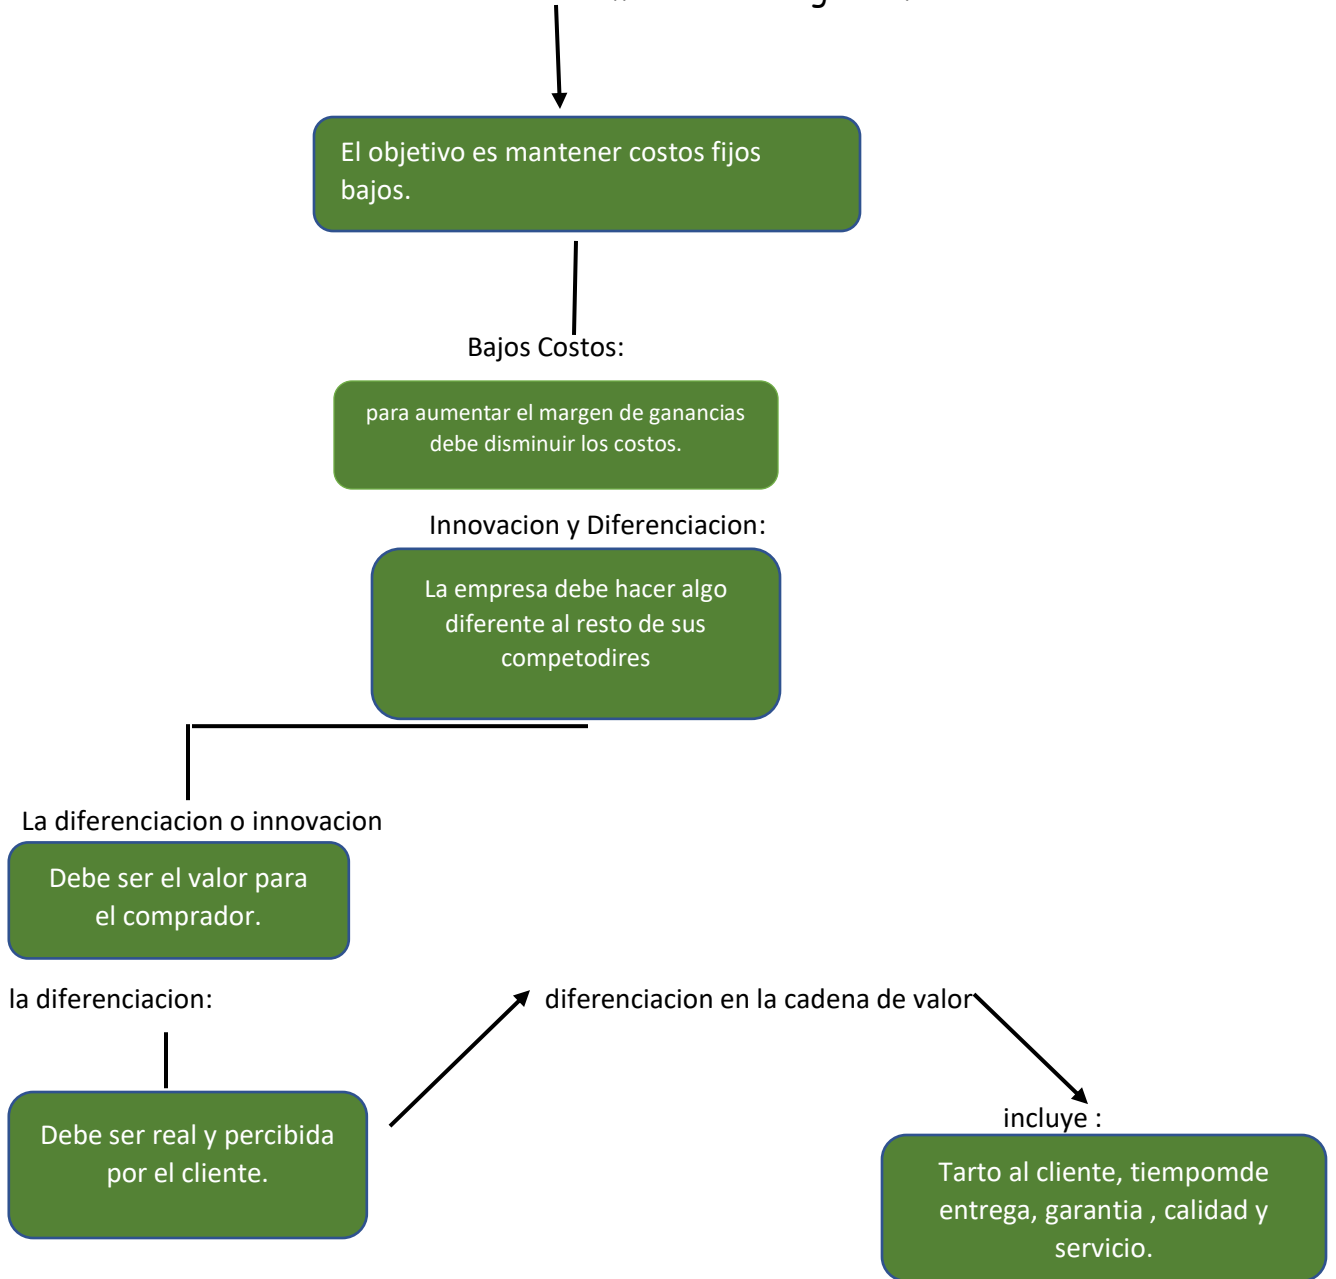 El objetivo es mantener costos fijos
bajos.
Bajos Costos:
para aumentar el margen de ganancias
debe disminuir los costos.
Innovacion y Diferenciacion:
La empresa debe hacer algo
diferente al resto de sus
competodires
La diferenciacion o innovacion
Debe ser el valor para
el comprador.
la diferenciacion:
diferenciacion en la cadena de valor
Debe ser real y percibida
por el cliente.
incluye :
Tarto al cliente, tiempomde
entrega, garantia , calidad y
servicio.